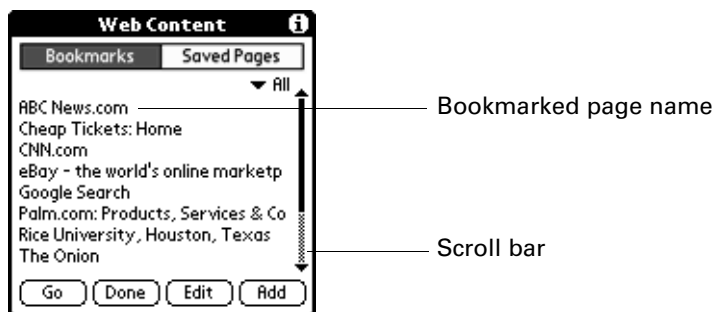 Web Content i
Bookmarks Saved Pages
All
ABC News.com
Bookmarked page name
Cheap Tickets: Home
CNN.com
eBay - the world's online marketp
Google Search
Palm.com: Products, Services & Co
Rice University, Houston, Texas
Scroll bar
The Onion
Go Done Edit Add